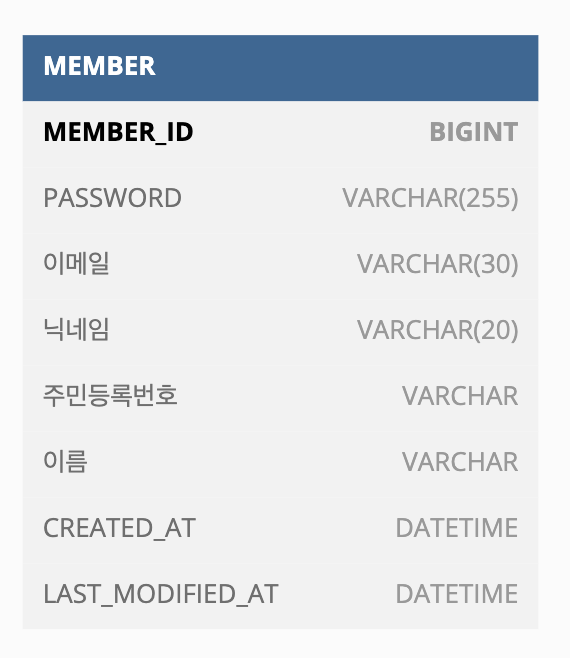 MEMBER
MEMBER_ID BIGINT
PASSWORD VARCHAR(255)
이메일 VARCHAR(30)
닉네임 VARCHAR(20)
주민등록번호 VARCHAR
이름 VARCHAR
CREATED_AT DATETIME
LAST_MODIFIED_AT DATETIME